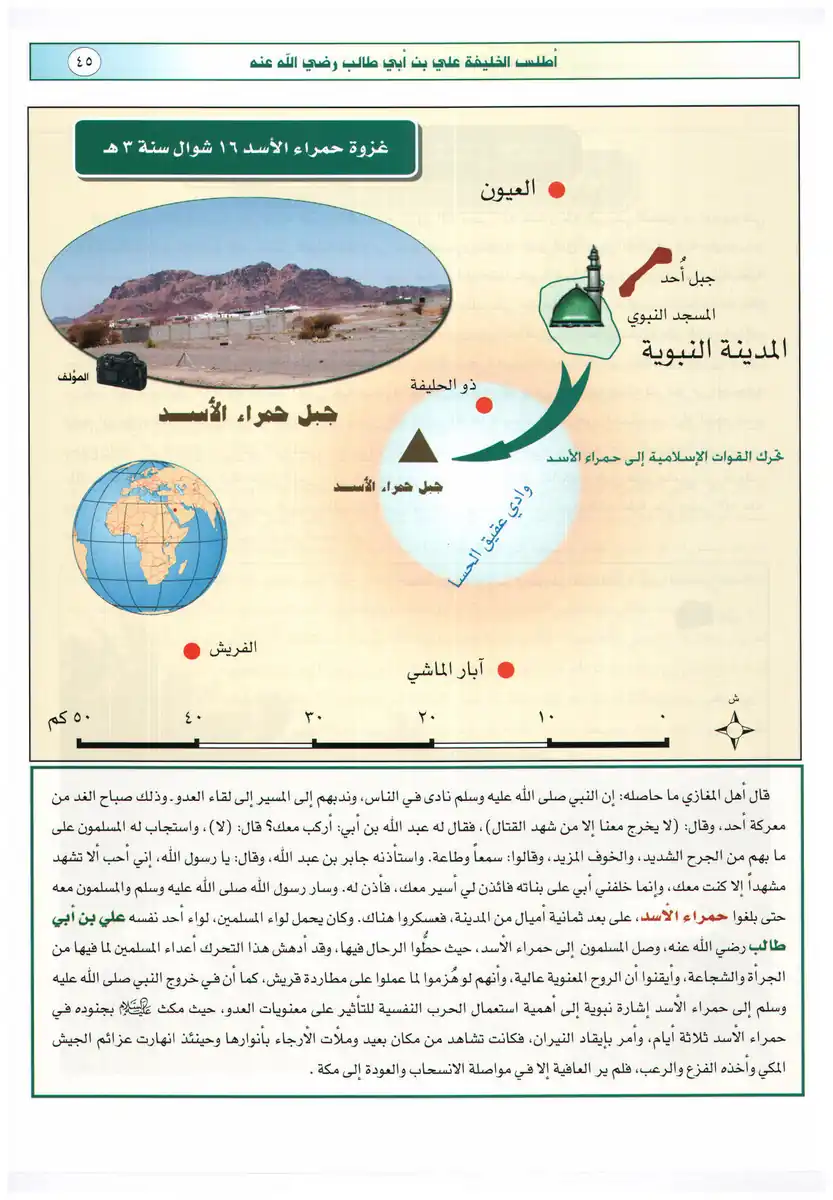 أطلس الخليفة علي بن أبي طالب رضي الله عنه
٤٥
غزوة حمراء الأسد ١٦ شوال سنة ٣ هـ
العيون
جبل أُحد
المسجد النبوي
المدينة النبوية
المؤلف
ذو الحليفة
جبل حمراء الأسد
تحرك القوات الإسلامية إلى حمراء الأسد
جبل حمراء الأسد
وادي عقيق الحسا
الفريش
آبار الماشي
ش
٠ ١٠ ٢٠ ٣٠ ٤٠ ٥٠ كم
قال أهل المغازي ما حاصله: إن النبي صلى الله عليه وسلم نادى في الناس، وندبهم إلى المسير إلى لقاء العدو. وذلك صباح الغد من
معركة أحد، وقال: (لا يخرج معنا إلا من شهد القتال)، فقال له عبد الله بن أبي: أركب معك؟ قال: (لا)، واستجاب له المسلمون على
ما بهم من الجرح الشديد، والخوف المزيد، وقالوا: سمعاً وطاعة. واستأذنه جابر بن عبد الله، وقال: يا رسول الله، إني أحب ألا تشهد
مشهداً إلا كنت معك، وإنما خلفني أبي على بناته فائذن لي أسير معك، فأذن له. وسار رسول الله صلى الله عليه وسلم والمسلمون معه
حتى بلغوا حمراء الأسد، على بعد ثمانية أميال من المدينة، فعسكروا هناك. وكان يحمل لواء المسلمين، لواء أحد نفسه علي بن أبي
طالب رضي الله عنه، وصل المسلمون إلى حمراء الأسد، حيث حطُّوا الرحال فيها، وقد أدهش هذا التحرك أعداء المسلمين لما فيها من
الجرأة والشجاعة، وأيقنوا أن الروح المعنوية عالية، وأنهم لو هُزموا لما عملوا على مطاردة قريش، كما أن في خروج النبي صلى الله عليه
وسلم إلى حمراء الأسد إشارة نبوية إلى أهمية استعمال الحرب النفسية للتأثير على معنويات العدو، حيث مكث ﷺ بجنوده في
حمراء الأسد ثلاثة أيام، وأمر بإيقاد النيران، فكانت تشاهد من مكان بعيد وملأت الأرجاء بأنوارها وحينئذ انهارت عزائم الجيش
المكي وأخذه الفزع والرعب، فلم ير العافية إلا في مواصلة الانسحاب والعودة إلى مكة .